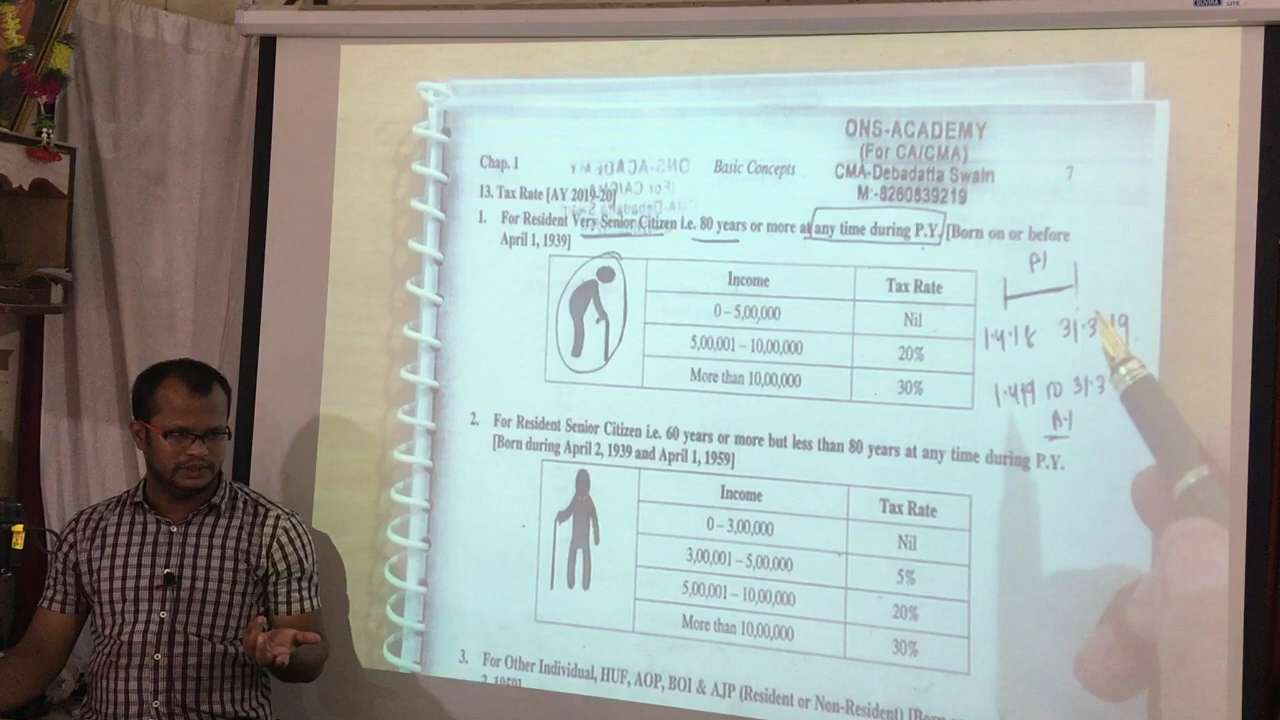 ONS-ACADEMY
(For CA/CMA)
CMA-Debadatta Swain
M:-8260839219
Chap. 1
Basic Concepts
7
13. Tax Rate [AY 2019-20]
1. For Resident Very Senior Citizen i.e. 80 years or more at any time during P.Y. [Born on or before
April 1, 1939]
Income
Tax Rate
0 – 5,00,000
Nil
5,00,001 – 10,00,000
20%
More than 10,00,000
30%
1·4·18
31·3·19
1·4·19 to 31·3
2. For Resident Senior Citizen i.e. 60 years or more but less than 80 years at any time during P.Y.
[Born during April 2, 1939 and April 1, 1959]
Income
Tax Rate
0 – 3,00,000
Nil
3,00,001 – 5,00,000
5%
5,00,001 – 10,00,000
20%
More than 10,00,000
30%
3. For Other Individual, HUF, AOP, BOI & AJP (Resident or Non-Resident) [Born